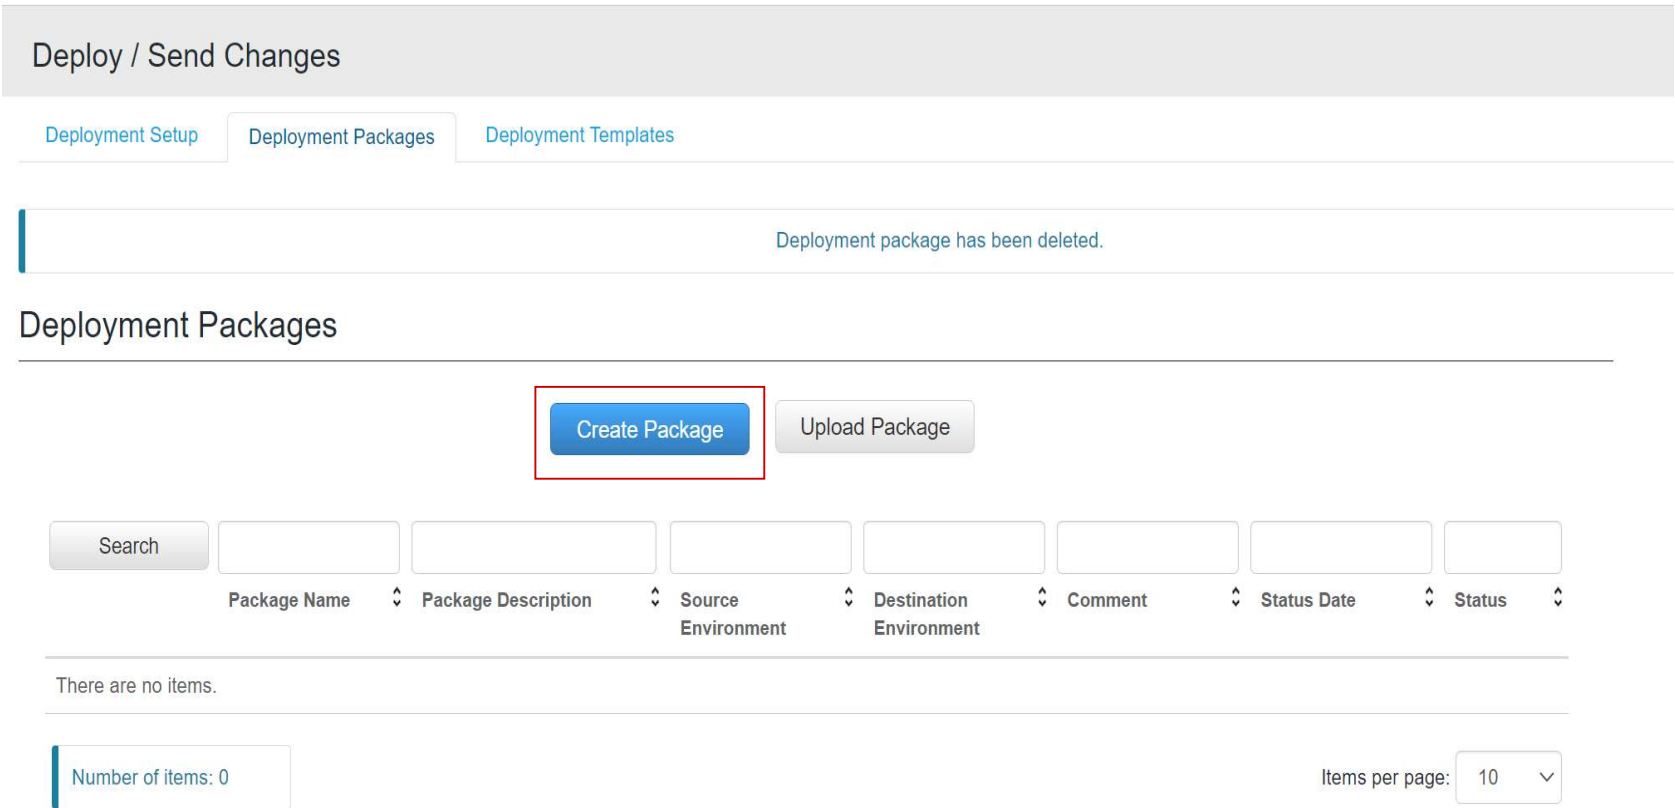 Deploy / Send Changes
Deployment Setup Deployment Packages Deployment Templates
Deployment package has been deleted.
Deployment Packages
Create Package Upload Package
Search
Package Name Package Description Source Environment Destination Environment Comment Status Date Status
There are no items.
Number of items: 0 Items per page: 10